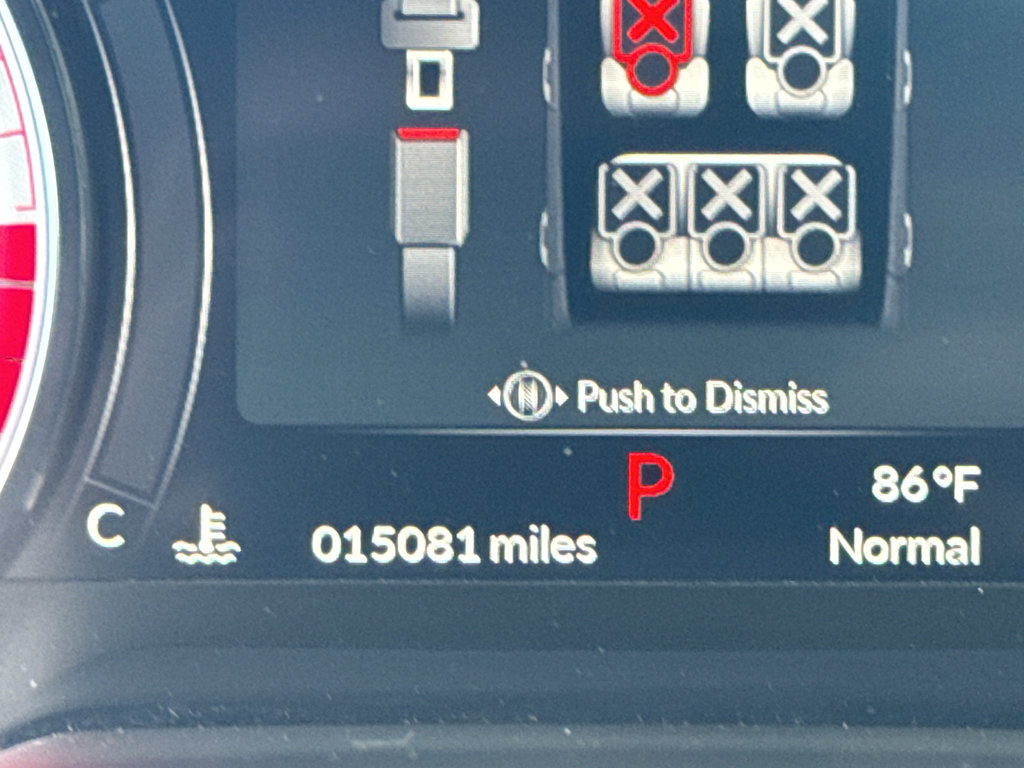 Push to Dismiss
P
86°F
C
015081 miles
Normal